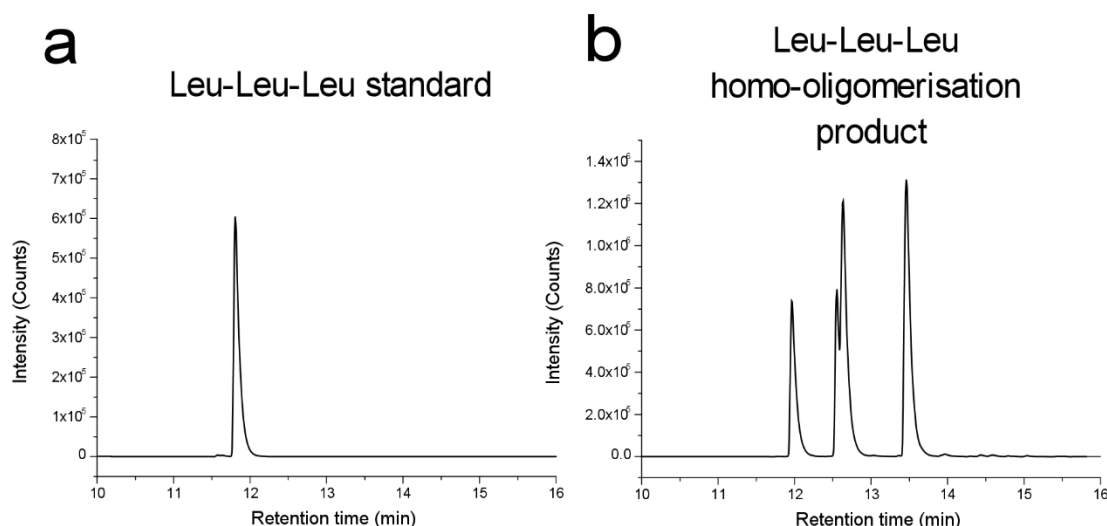 a
Leu-Leu-Leu standard
8x10⁵
7x10⁵
6x10⁵
5x10⁵
4x10⁵
3x10⁵
2x10⁵
1x10⁵
0
Intensity (Counts)
10 11 12 13 14 15 16
Retention time (min)
b
Leu-Leu-Leu
homo-oligomerisation
product
1.4x10⁶
1.2x10⁶
1.0x10⁶
8.0x10⁵
6.0x10⁵
4.0x10⁵
2.0x10⁵
0.0
Intensity (Counts)
10 11 12 13 14 15 16
Retention time (min)